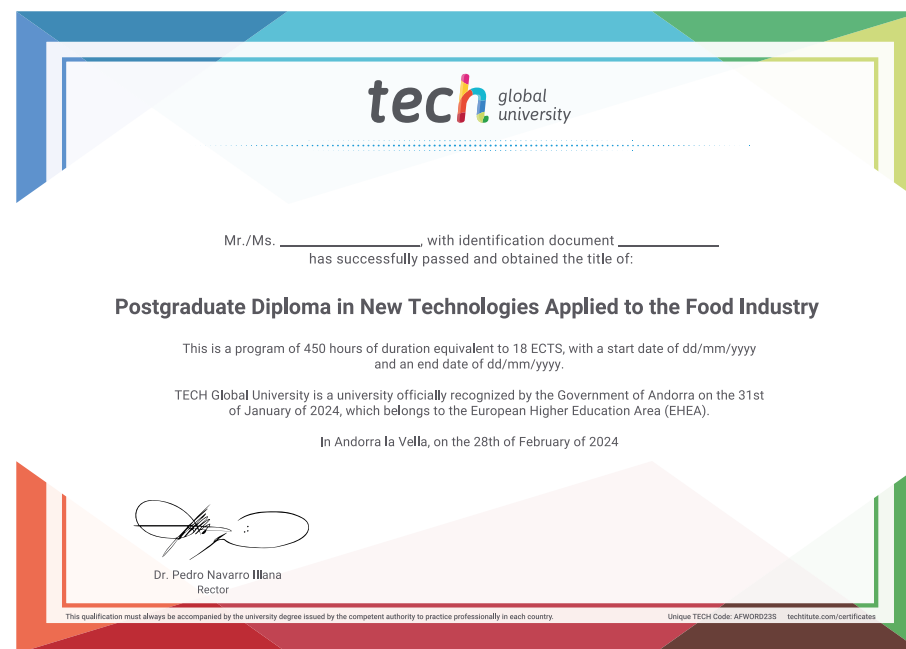 tech global
university
Mr./Ms. ____________________, with identification document ______________
has successfully passed and obtained the title of:
Postgraduate Diploma in New Technologies Applied to the Food Industry
This is a program of 450 hours of duration equivalent to 18 ECTS, with a start date of dd/mm/yyyy
and an end date of dd/mm/yyyy.
TECH Global University is a university officially recognized by the Government of Andorra on the 31st
of January of 2024, which belongs to the European Higher Education Area (EHEA).
In Andorra la Vella, on the 28th of February of 2024
Dr. Pedro Navarro Illana
Rector
This qualification must always be accompanied by the university degree issued by the competent authority to practice professionally in each country.
Unique TECH Code: AFWORD23S techtitute.com/certificates